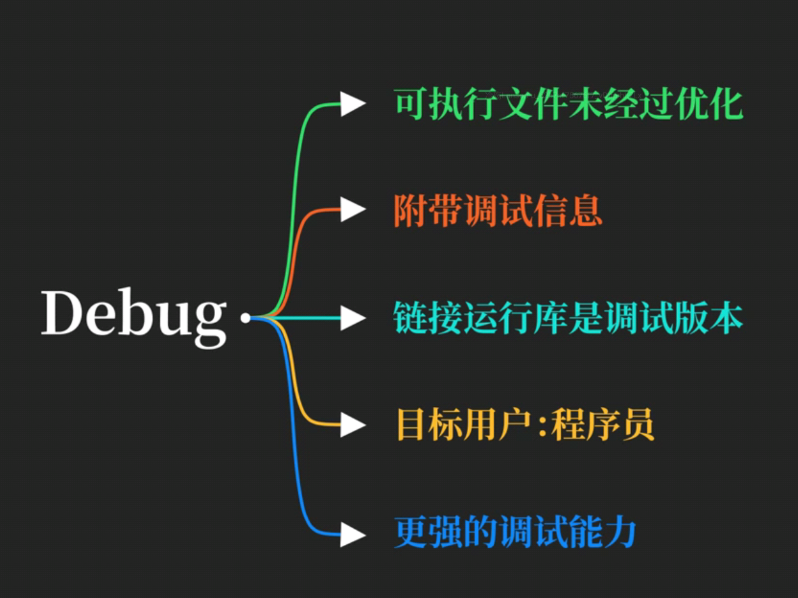 Debug
可执行文件未经过优化
附带调试信息
链接运行库是调试版本
目标用户:程序员
更强的调试能力